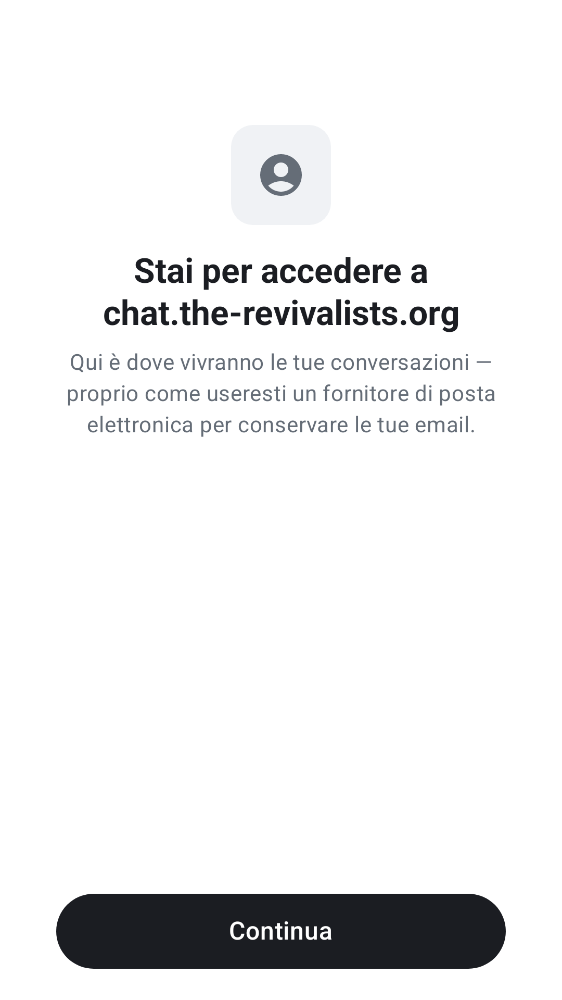 Stai per accedere a
chat.the-revivalists.org
Qui è dove vivranno le tue conversazioni —
proprio come useresti un fornitore di posta
elettronica per conservare le tue email.
Continua